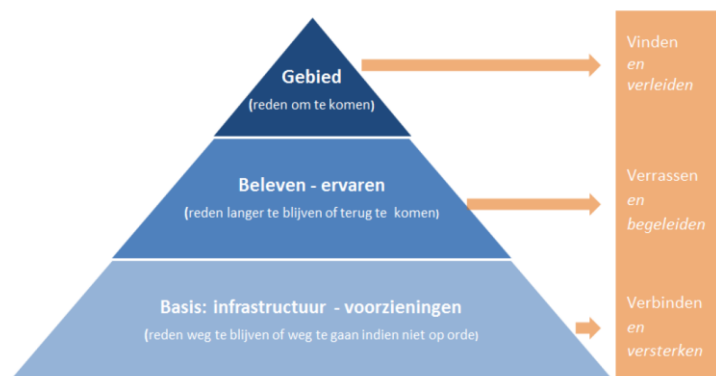 Gebied
(reden om te komen)
Vinden
en
verleiden
Beleven - ervaren
(reden langer te blijven of terug te komen)
Verrassen
en
begeleiden
Basis: infrastructuur - voorzieningen
(reden weg te blijven of weg te gaan indien niet op orde)
Verbinden
en
versterken